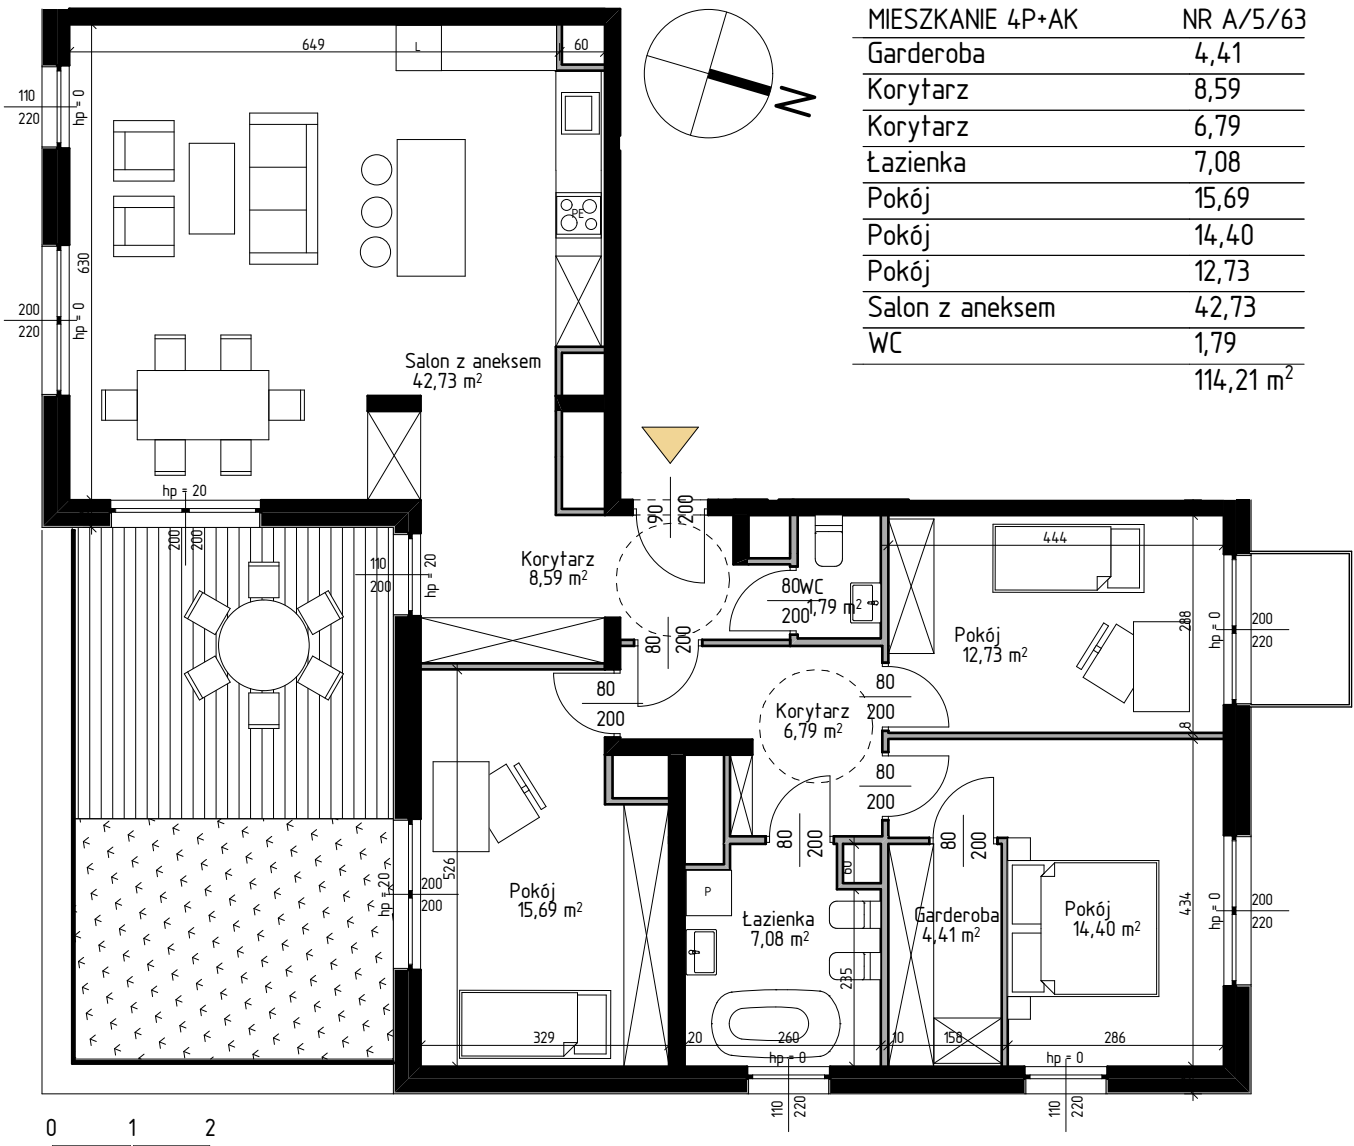 MIESZKANIE 4P+AK NR A/5/63
Garderoba 4,41
Korytarz 8,59
Korytarz 6,79
Łazienka 7,08
Pokój 15,69
Pokój 14,40
Pokój 12,73
Salon z aneksem 42,73
WC 1,79
114,21 m²
N
649
L
60
110
220
hp = 0
630
PE
200
220
hp = 0
Salon z aneksem
42,73 m²
hp = 20
200
200
90
200
110
200
hp = 20
Korytarz
8,59 m²
80
200
WC
1,79 m²
8
444
288
Pokój
12,73 m²
hp = 0
200
220
80
200
80
200
Korytarz
6,79 m²
80
200
8
80
200
80
200
80
200
60
526
hp = 20
200
200
Pokój
15,69 m²
P
Łazienka
7,08 m²
235
Garderoba
4,41 m²
Pokój
14,40 m²
434
hp = 0
200
220
329
20
260
10
158
286
hp = 0
110
220
hp = 0
110
220
0 1 2